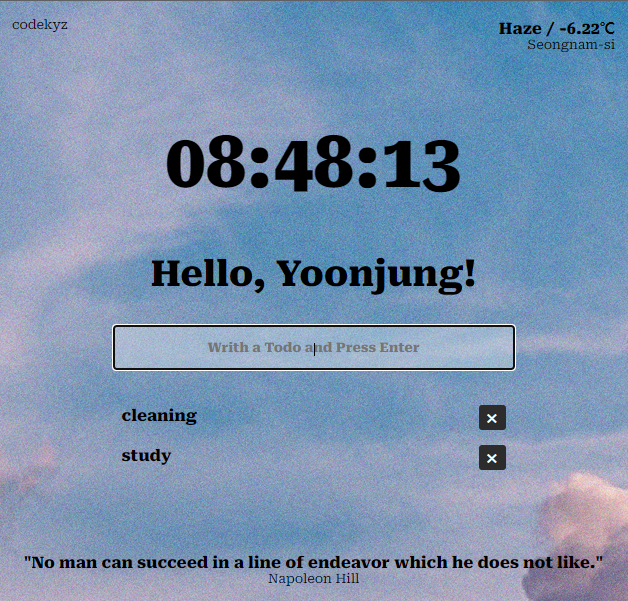 codekyz
Haze / -6.22℃
Seongnam-si
08:48:13
Hello, Yoonjung!
Writh a Todo and Press Enter
cleaning ×
study ×
"No man can succeed in a line of endeavor which he does not like."
Napoleon Hill